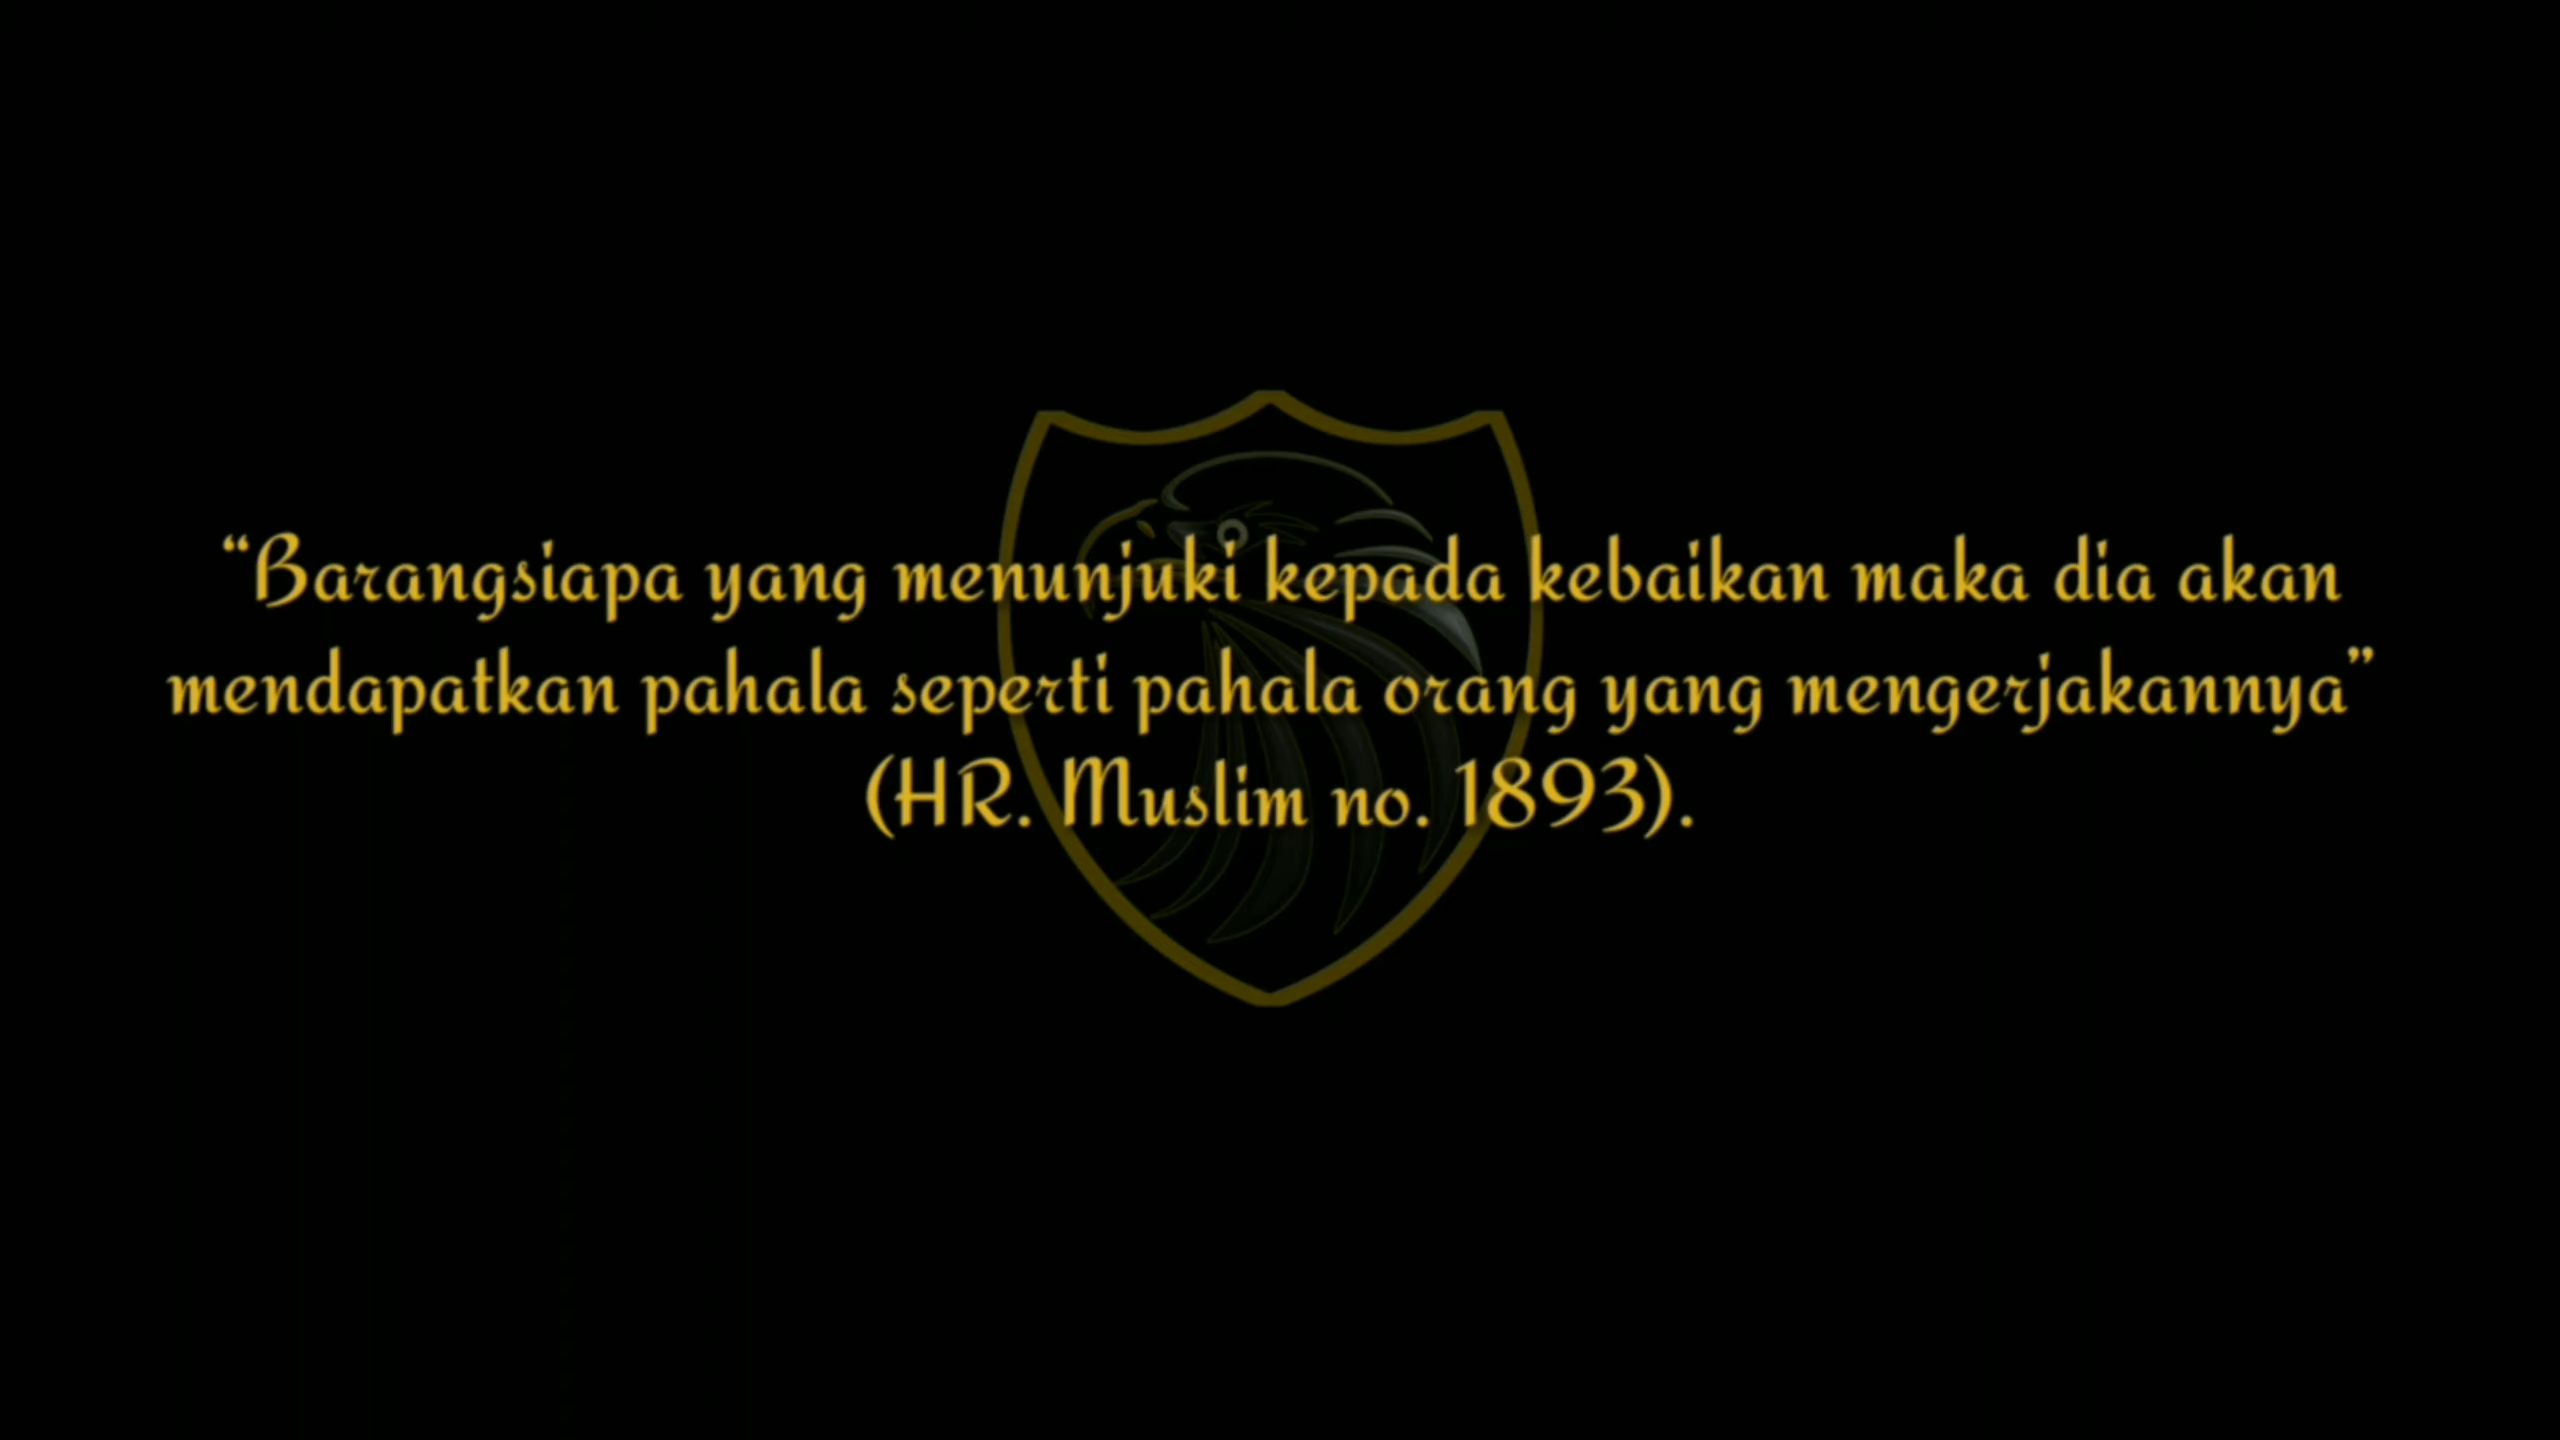 “Barangsiapa yang menunjuki kepada kebaikan maka dia akan
mendapatkan pahala seperti pahala orang yang mengerjakannya”
(HR. Muslim no. 1893).